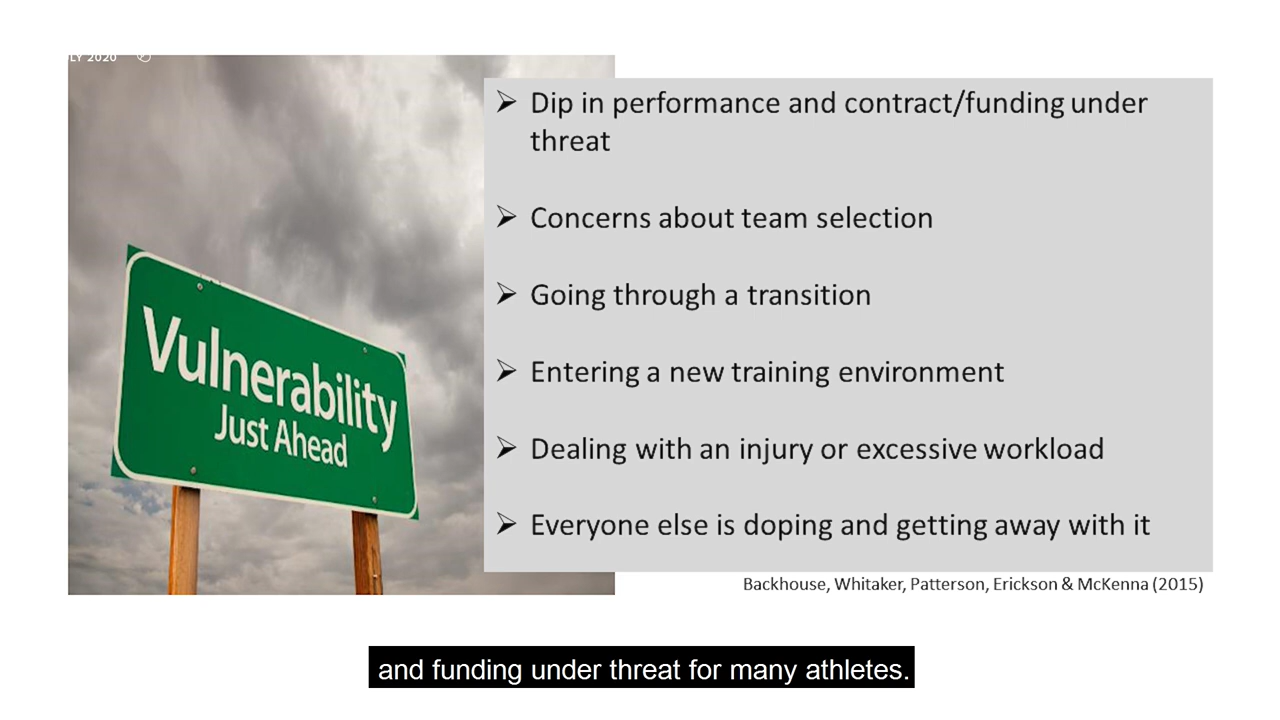 LY 2020
Vulnerability
Just Ahead
➤ Dip in performance and contract/funding under
threat
➤ Concerns about team selection
➤ Going through a transition
➤ Entering a new training environment
➤ Dealing with an injury or excessive workload
➤ Everyone else is doping and getting away with it
Backhouse, Whitaker, Patterson, Erickson & McKenna (2015)
and funding under threat for many athletes.